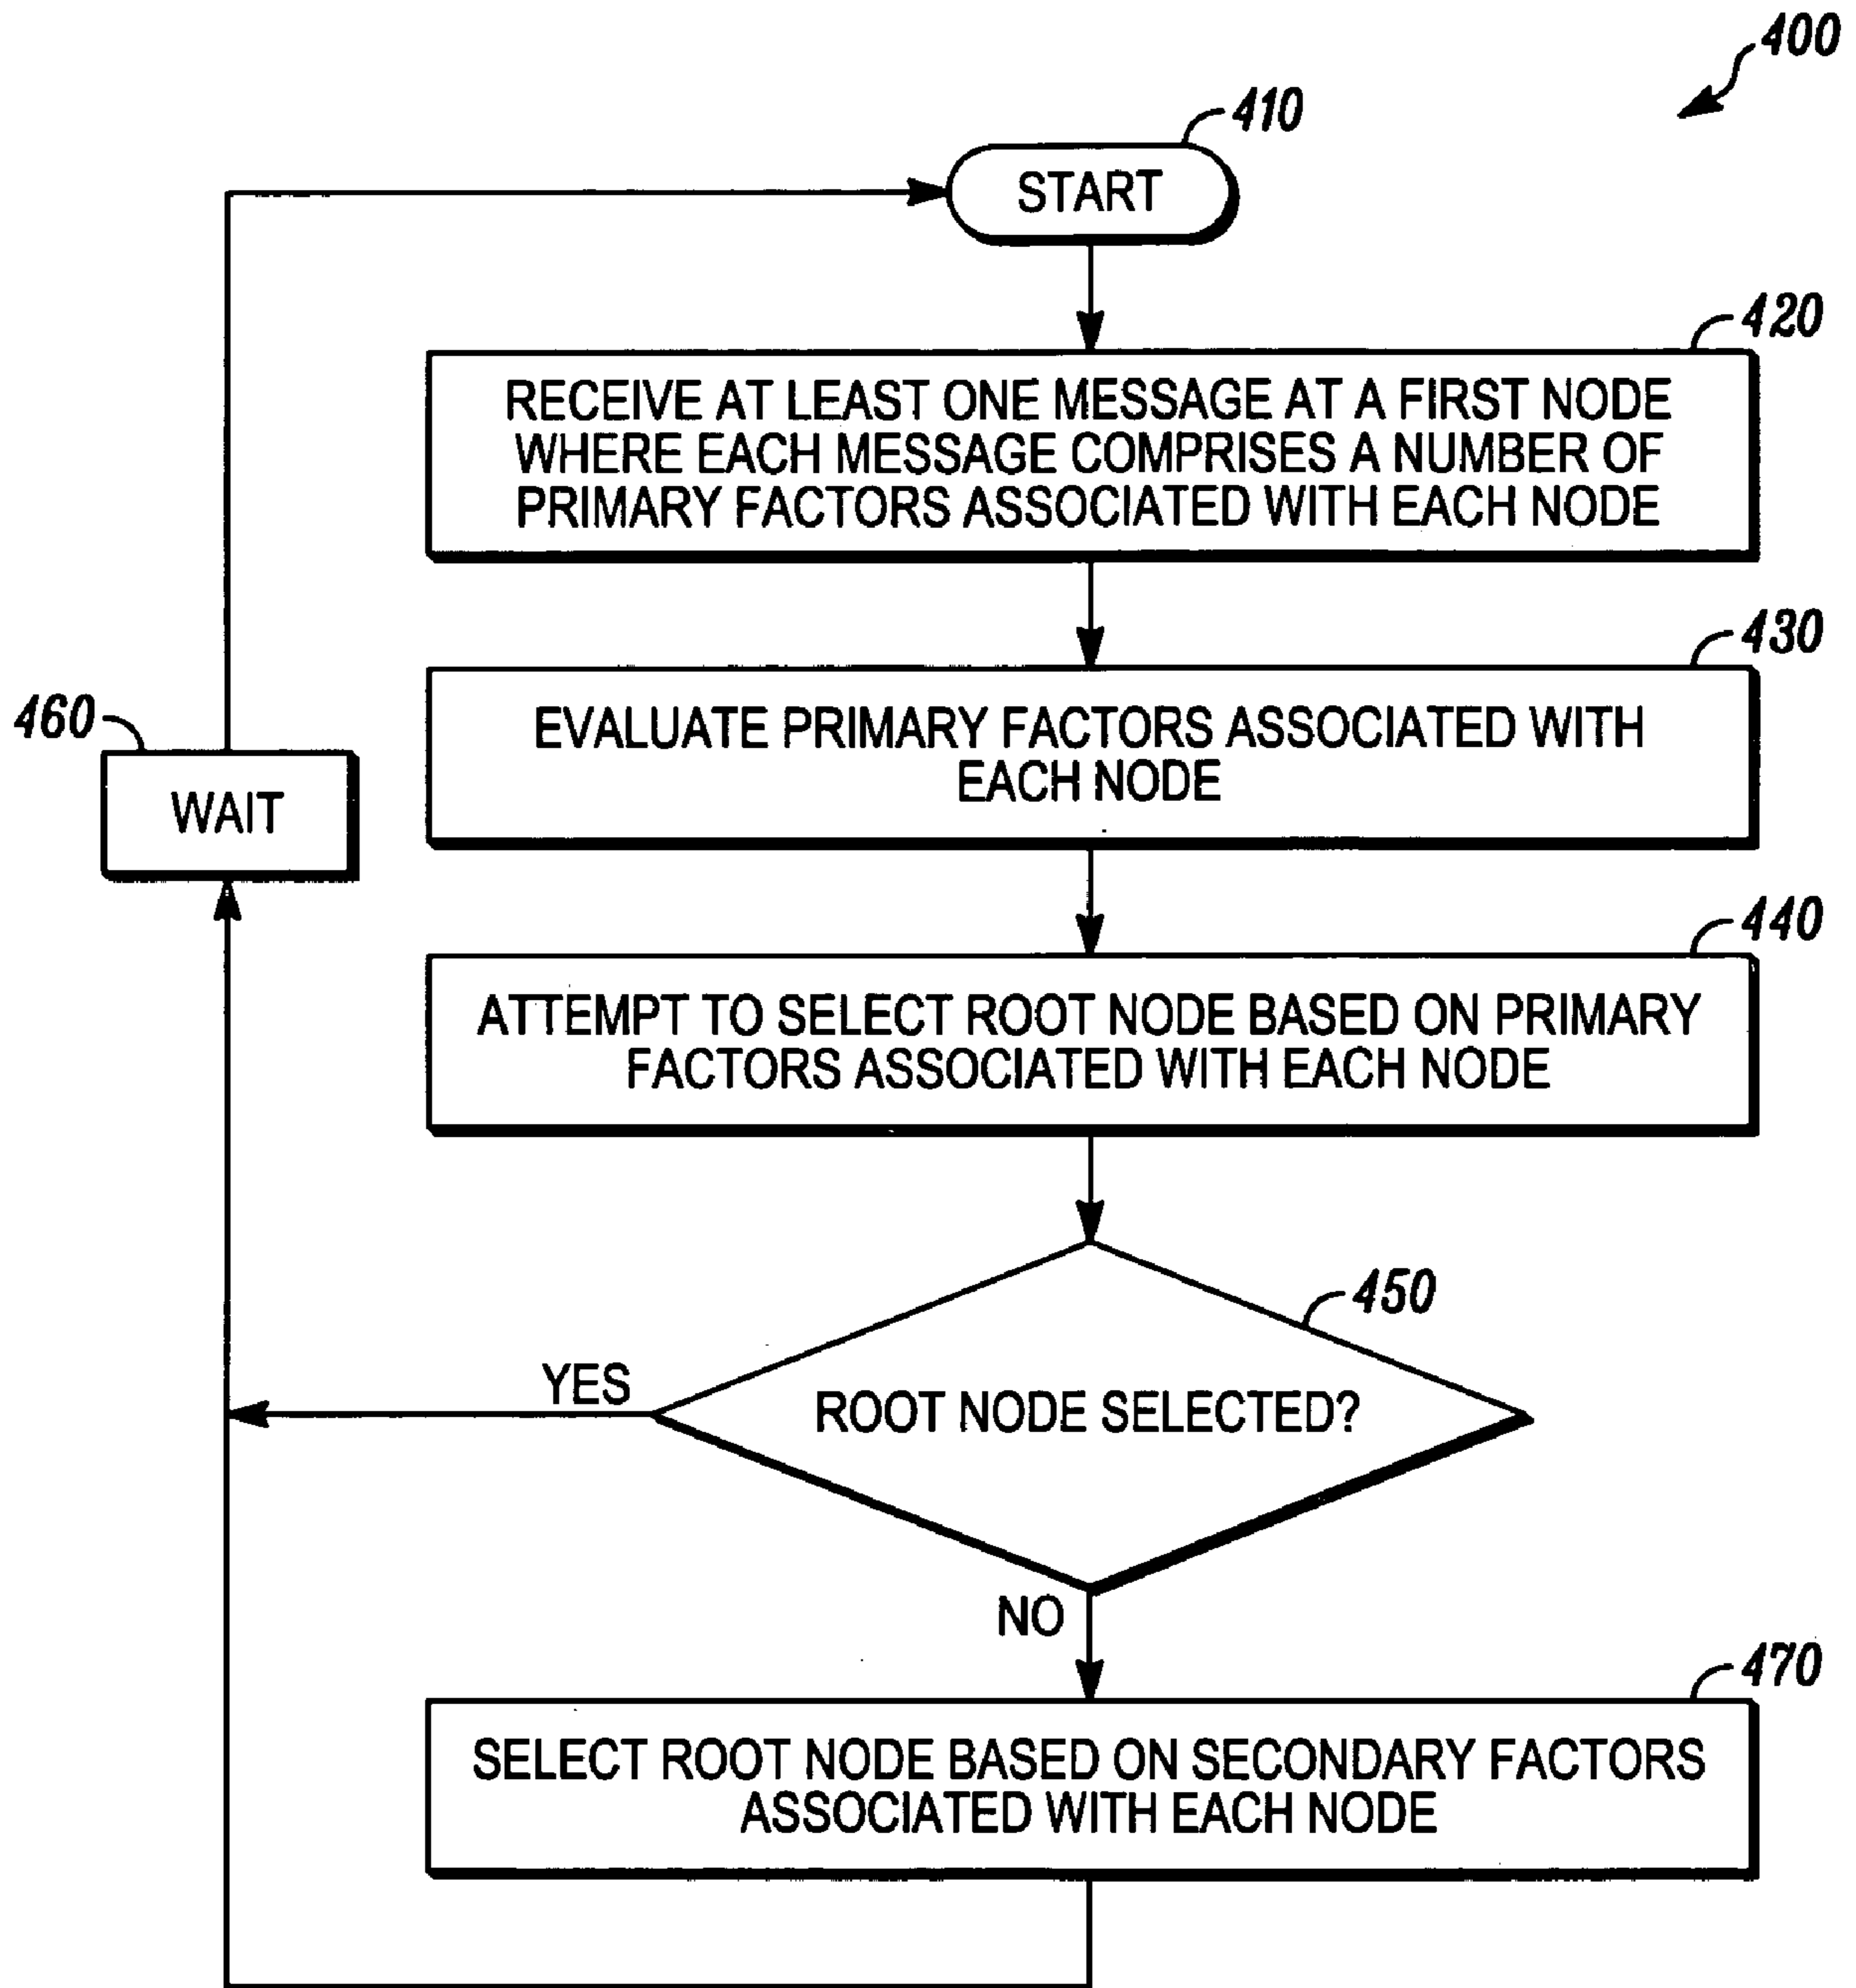 400
410
START
420
RECEIVE AT LEAST ONE MESSAGE AT A FIRST NODE
WHERE EACH MESSAGE COMPRISES A NUMBER OF
PRIMARY FACTORS ASSOCIATED WITH EACH NODE
430
EVALUATE PRIMARY FACTORS ASSOCIATED WITH
EACH NODE
460
WAIT
440
ATTEMPT TO SELECT ROOT NODE BASED ON PRIMARY
FACTORS ASSOCIATED WITH EACH NODE
450
YES
ROOT NODE SELECTED?
NO
470
SELECT ROOT NODE BASED ON SECONDARY FACTORS
ASSOCIATED WITH EACH NODE